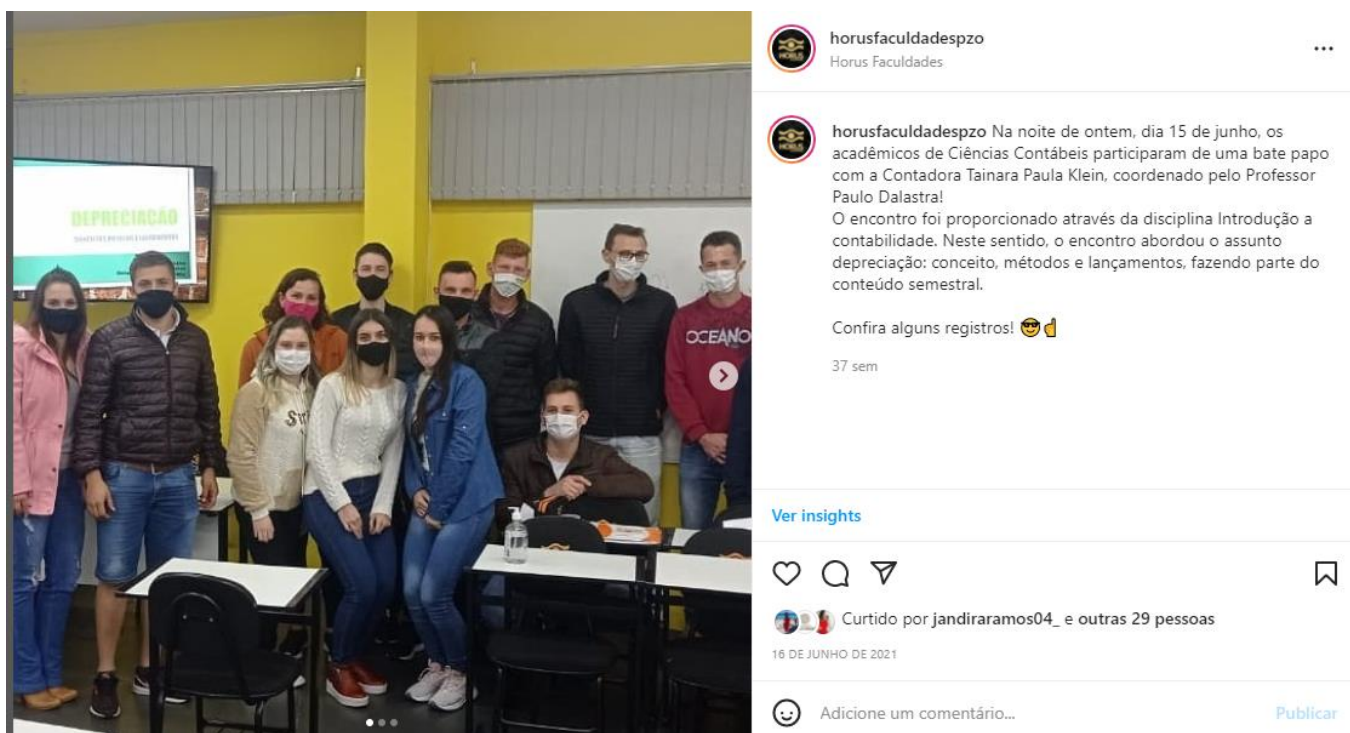 DEPRECIAÇÃO
OCEANO
horusfaculdadespzo
Horus Faculdades
HORUS
horusfaculdadespzo Na noite de ontem, dia 15 de junho, os
acadêmicos de Ciências Contábeis participaram de uma bate papo
com a Contadora Tainara Paula Klein, coordenado pelo Professor
Paulo Dalastra!
O encontro foi proporcionado através da disciplina Introdução a
contabilidade. Neste sentido, o encontro abordou o assunto
depreciação: conceito, métodos e lançamentos, fazendo parte do
conteúdo semestral.
Confira alguns registros! 😎☝
37 sem
Ver insights
Curtido por jandiraramos04_ e outras 29 pessoas
16 DE JUNHO DE 2021
Adicione um comentário...
Publicar